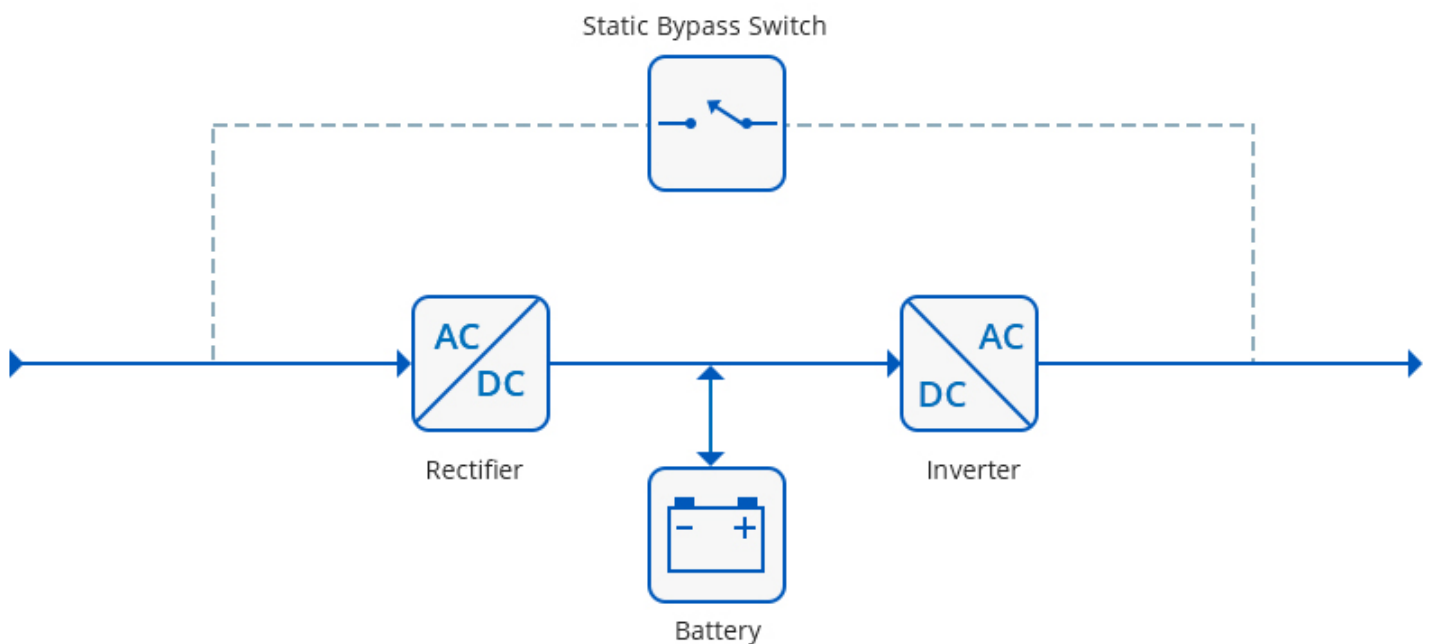 Static Bypass Switch
AC
DC
AC
DC
Rectifier
Inverter
− +
Battery